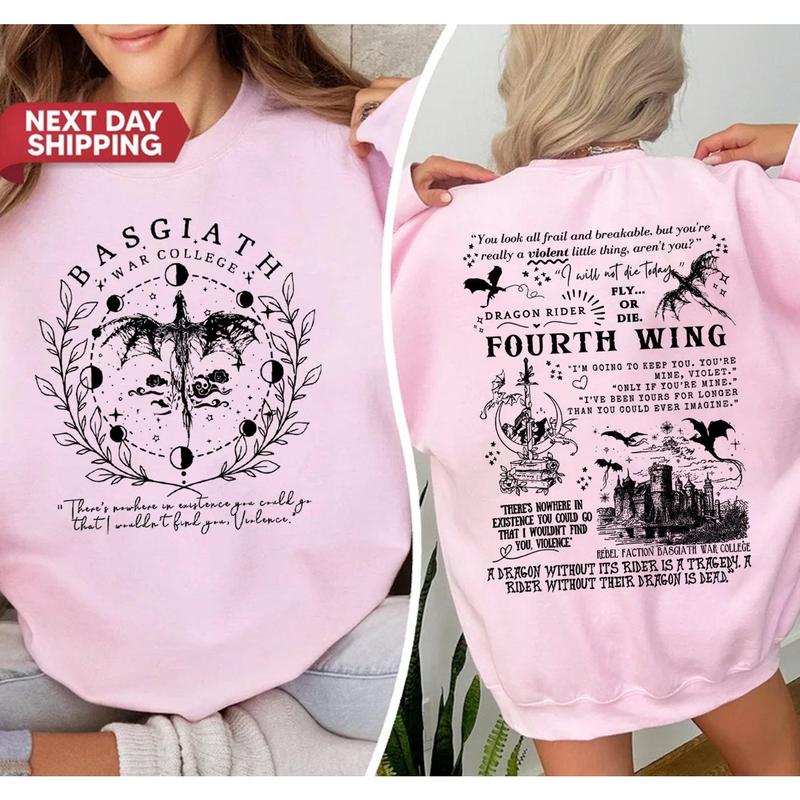 NEXT DAY
SHIPPING
BASGIATH
WAR COLLEGE
"There's nowhere in existence you could go
that I wouldn't find you, Violence."
"You look all frail and breakable, but you're
really a violent little thing, aren't you?"
"I will not die today."
FLY...
OR
DIE.
DRAGON RIDER
FOURTH WING
"I'M GOING TO KEEP YOU. YOU'RE
MINE, VIOLET."
"ONLY IF YOU'RE MINE."
"I'VE BEEN YOURS FOR LONGER
THAN YOU COULD EVER IMAGINE."
"THERE'S NOWHERE IN
EXISTENCE YOU COULD GO
THAT I WOULDN'T FIND
YOU, VIOLENCE"
REBEL FACTION BASGIATH WAR COLLEGE
A DRAGON WITHOUT ITS RIDER IS A TRAGEDY. A
RIDER WITHOUT THEIR DRAGON IS DEAD."